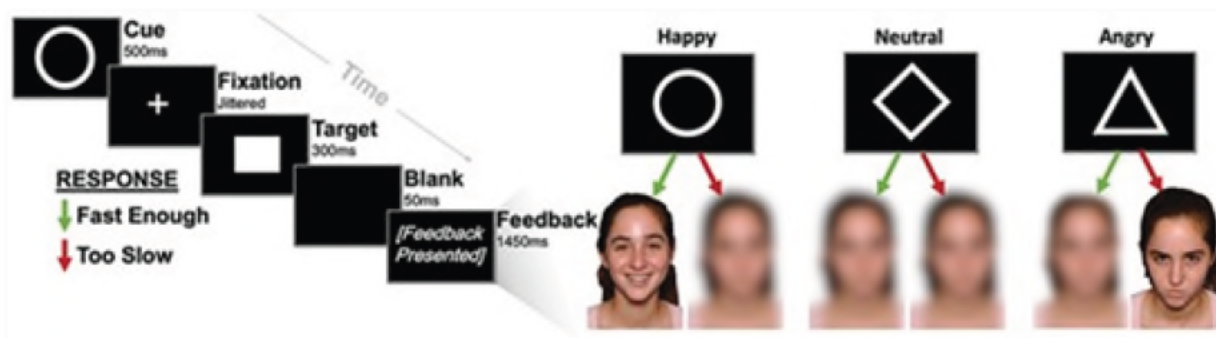 Cue
500ms
Fixation
Jittered
Target
300ms
Blank
50ms
Feedback
1450ms
[Feedback
Presented]
Time
RESPONSE
Fast Enough
Too Slow
Happy
Neutral
Angry